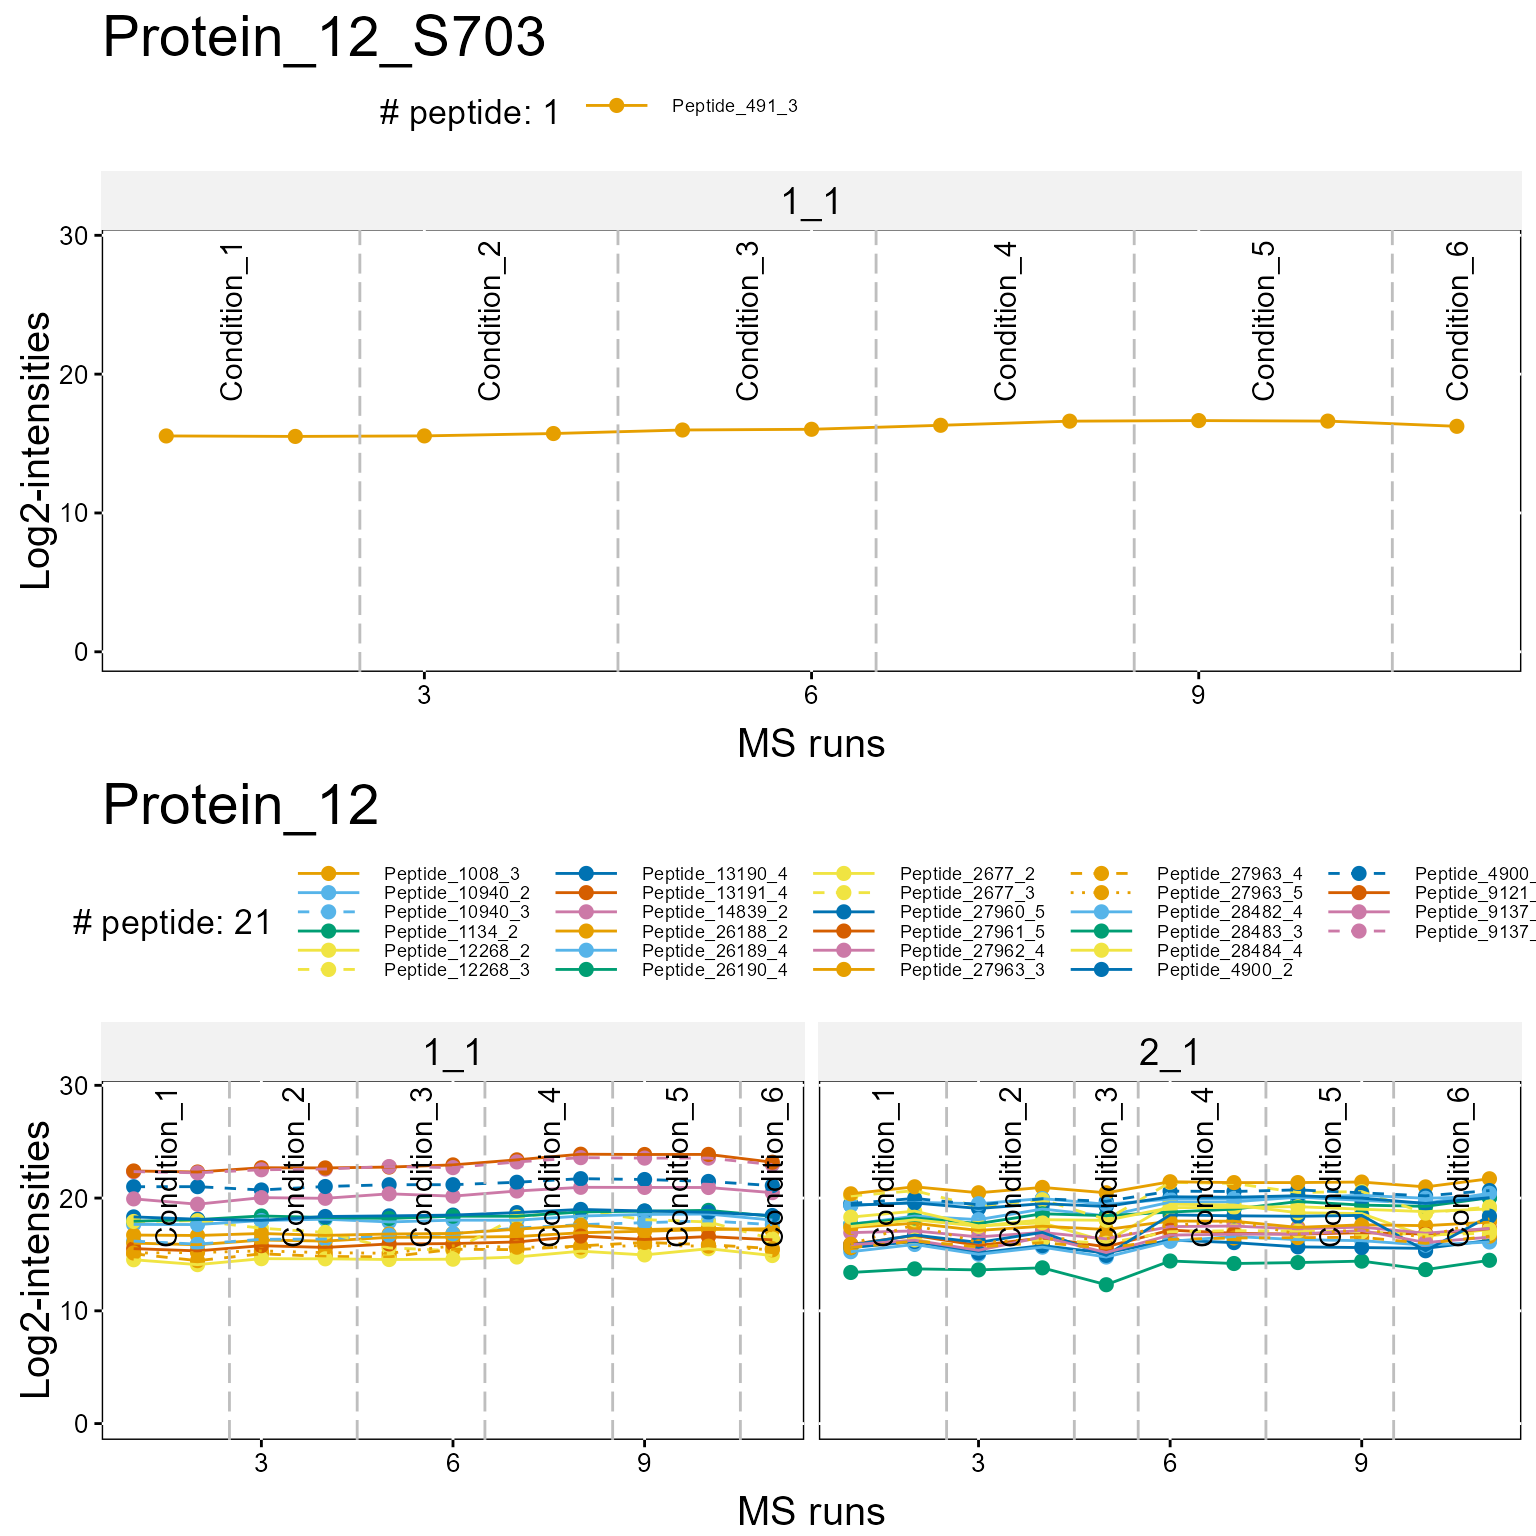 Protein_12_S703
# peptide: 1
Peptide_491_3
1_1
Condition_1
Condition_2
Condition_3
Condition_4
Condition_5
Condition_6
Log2-intensities
30
20
10
0
3
6
9
MS runs
Protein_12
# peptide: 21
Peptide_1008_3
Peptide_10940_2
Peptide_10940_3
Peptide_1134_2
Peptide_12268_2
Peptide_12268_3
Peptide_13190_4
Peptide_13191_4
Peptide_14839_2
Peptide_26188_2
Peptide_26189_4
Peptide_26190_4
Peptide_2677_2
Peptide_2677_3
Peptide_27960_5
Peptide_27961_5
Peptide_27962_4
Peptide_27963_3
Peptide_27963_4
Peptide_27963_5
Peptide_28482_4
Peptide_28483_3
Peptide_28484_4
Peptide_4900_2
Peptide_4900_
Peptide_9121_
Peptide_9137_
Peptide_9137_
1_1
2_1
Condition_1
Condition_2
Condition_3
Condition_4
Condition_5
Condition_6
Condition_1
Condition_2
Condition_3
Condition_4
Condition_5
Condition_6
Log2-intensities
30
20
10
0
3
6
9
3
6
9
MS runs